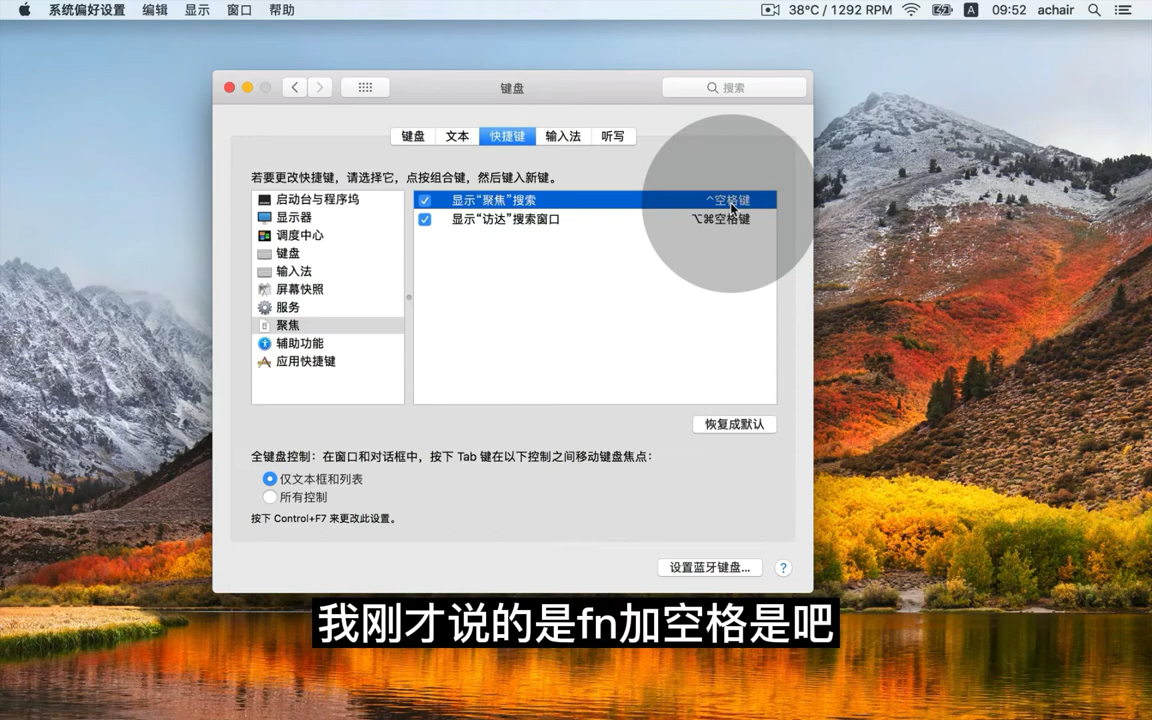 系统偏好设置 编辑 显示 窗口 帮助 38°C / 1292 RPM A 09:52 achair
键盘
搜索
键盘 文本 快捷键 输入法 听写
若要更改快捷键，请选择它，点按组合键，然后键入新键。
启动台与程序坞
显示器
调度中心
键盘
输入法
屏幕快照
服务
聚焦
辅助功能
应用快捷键
显示“聚焦”搜索 ^空格键
显示“访达”搜索窗口 ⌥⌘空格键
恢复成默认
全键盘控制：在窗口和对话框中，按下 Tab 键在以下控制之间移动键盘焦点：
仅文本框和列表
所有控制
按下 Control+F7 来更改此设置。
设置蓝牙键盘... ?
我刚才说的是fn加空格是吧